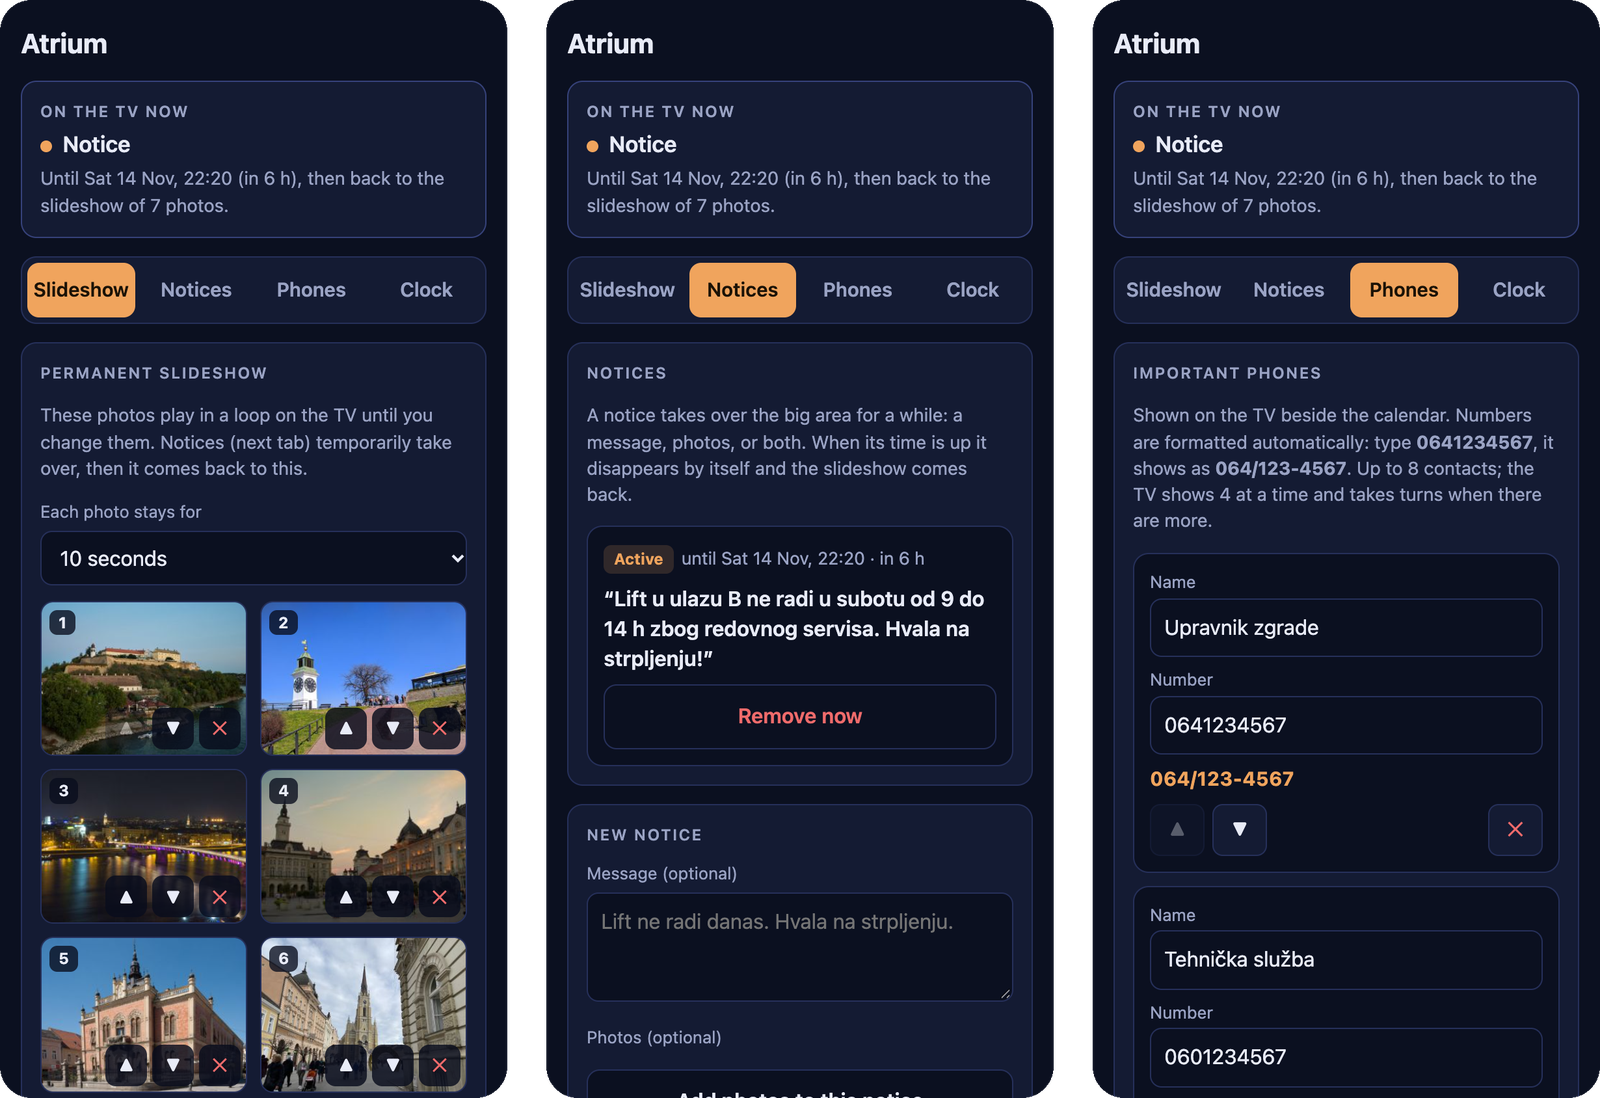 Atrium
ON THE TV NOW
Notice
Until Sat 14 Nov, 22:20 (in 6 h), then back to the
slideshow of 7 photos.
Slideshow
Notices
Phones
Clock
PERMANENT SLIDESHOW
These photos play in a loop on the TV until you
change them. Notices (next tab) temporarily take
over, then it comes back to this.
Each photo stays for
10 seconds
1
2
3
4
5
6
Atrium
ON THE TV NOW
Notice
Until Sat 14 Nov, 22:20 (in 6 h), then back to the
slideshow of 7 photos.
Slideshow
Notices
Phones
Clock
NOTICES
A notice takes over the big area for a while: a
message, photos, or both. When its time is up it
disappears by itself and the slideshow comes
back.
Active until Sat 14 Nov, 22:20 · in 6 h
“Lift u ulazu B ne radi u subotu od 9 do
14 h zbog redovnog servisa. Hvala na
strpljenju!”
Remove now
NEW NOTICE
Message (optional)
Lift ne radi danas. Hvala na strpljenju.
Photos (optional)
Add photos to this notice
Atrium
ON THE TV NOW
Notice
Until Sat 14 Nov, 22:20 (in 6 h), then back to the
slideshow of 7 photos.
Slideshow
Notices
Phones
Clock
IMPORTANT PHONES
Shown on the TV beside the calendar. Numbers
are formatted automatically: type 0641234567, it
shows as 064/123-4567. Up to 8 contacts; the
TV shows 4 at a time and takes turns when there
are more.
Name
Upravnik zgrade
Number
0641234567
064/123-4567
Name
Tehnička služba
Number
0601234567